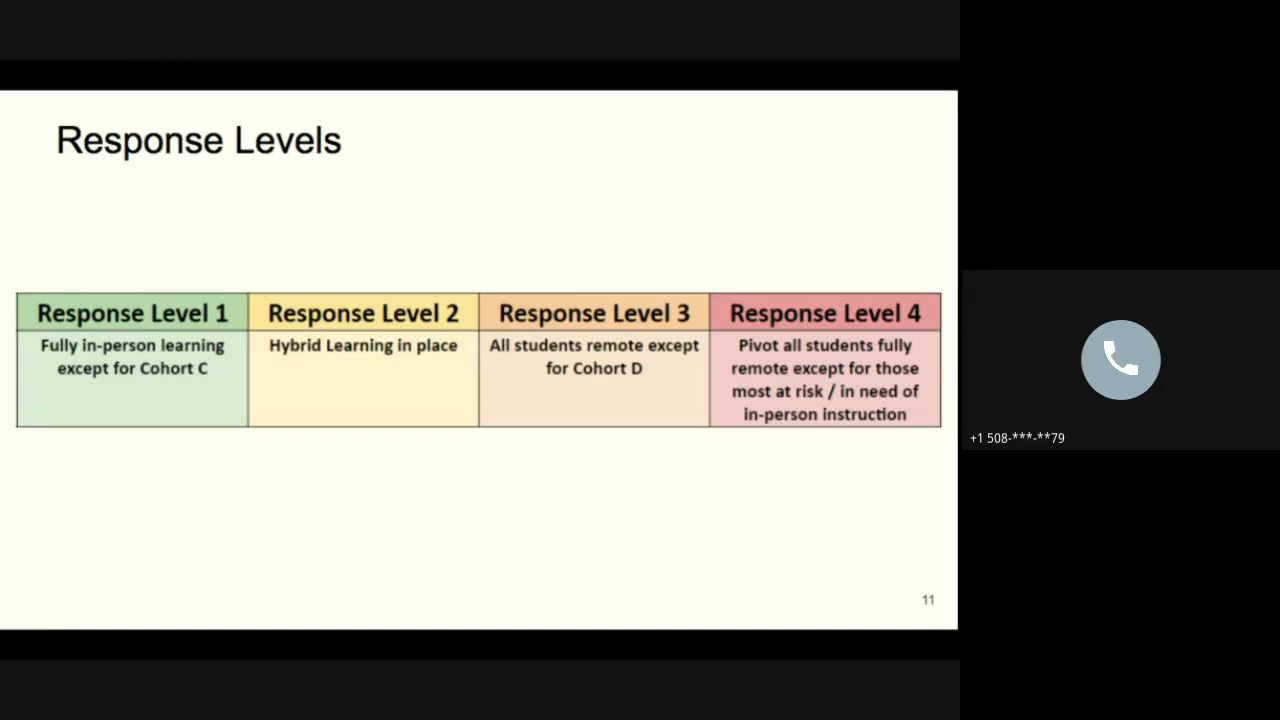 Response Levels
Response Level 1
Response Level 2
Response Level 3
Response Level 4
Fully in-person learning
except for Cohort C
Hybrid Learning in place
All students remote except
for Cohort D
Pivot all students fully
remote except for those
most at risk / in need of
in-person instruction
+1 508-***-**79
11